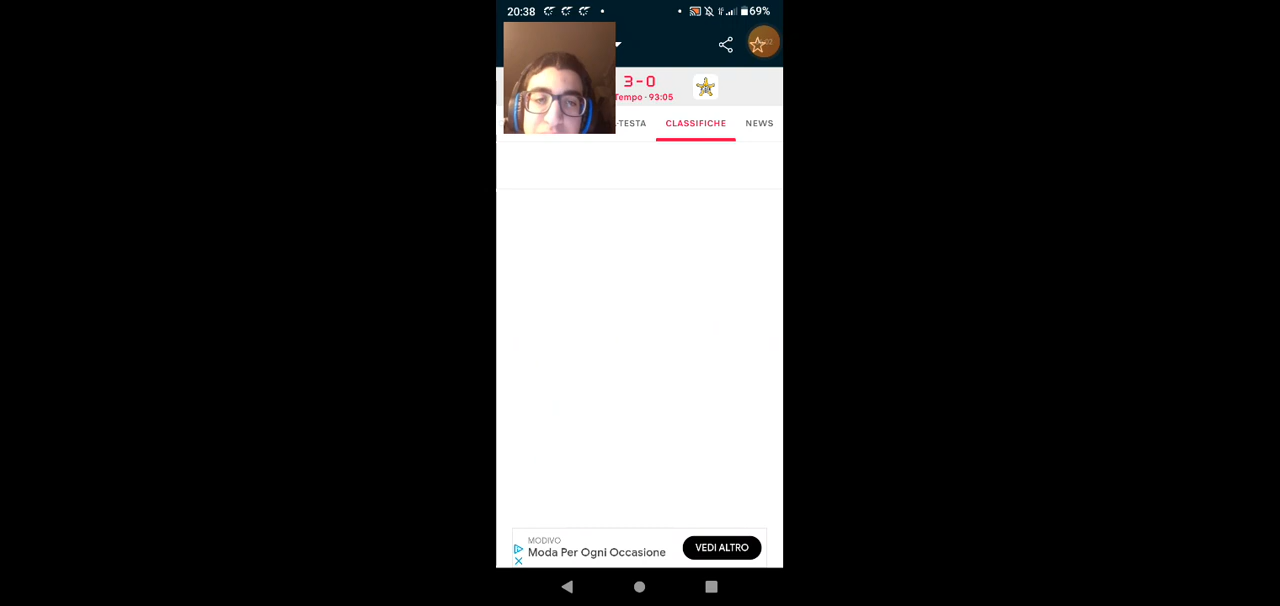 20:38
69%
3-0
Tempo · 93:05
-TESTA
CLASSIFICHE
NEWS
MODIVO
Moda Per Ogni Occasione
VEDI ALTRO